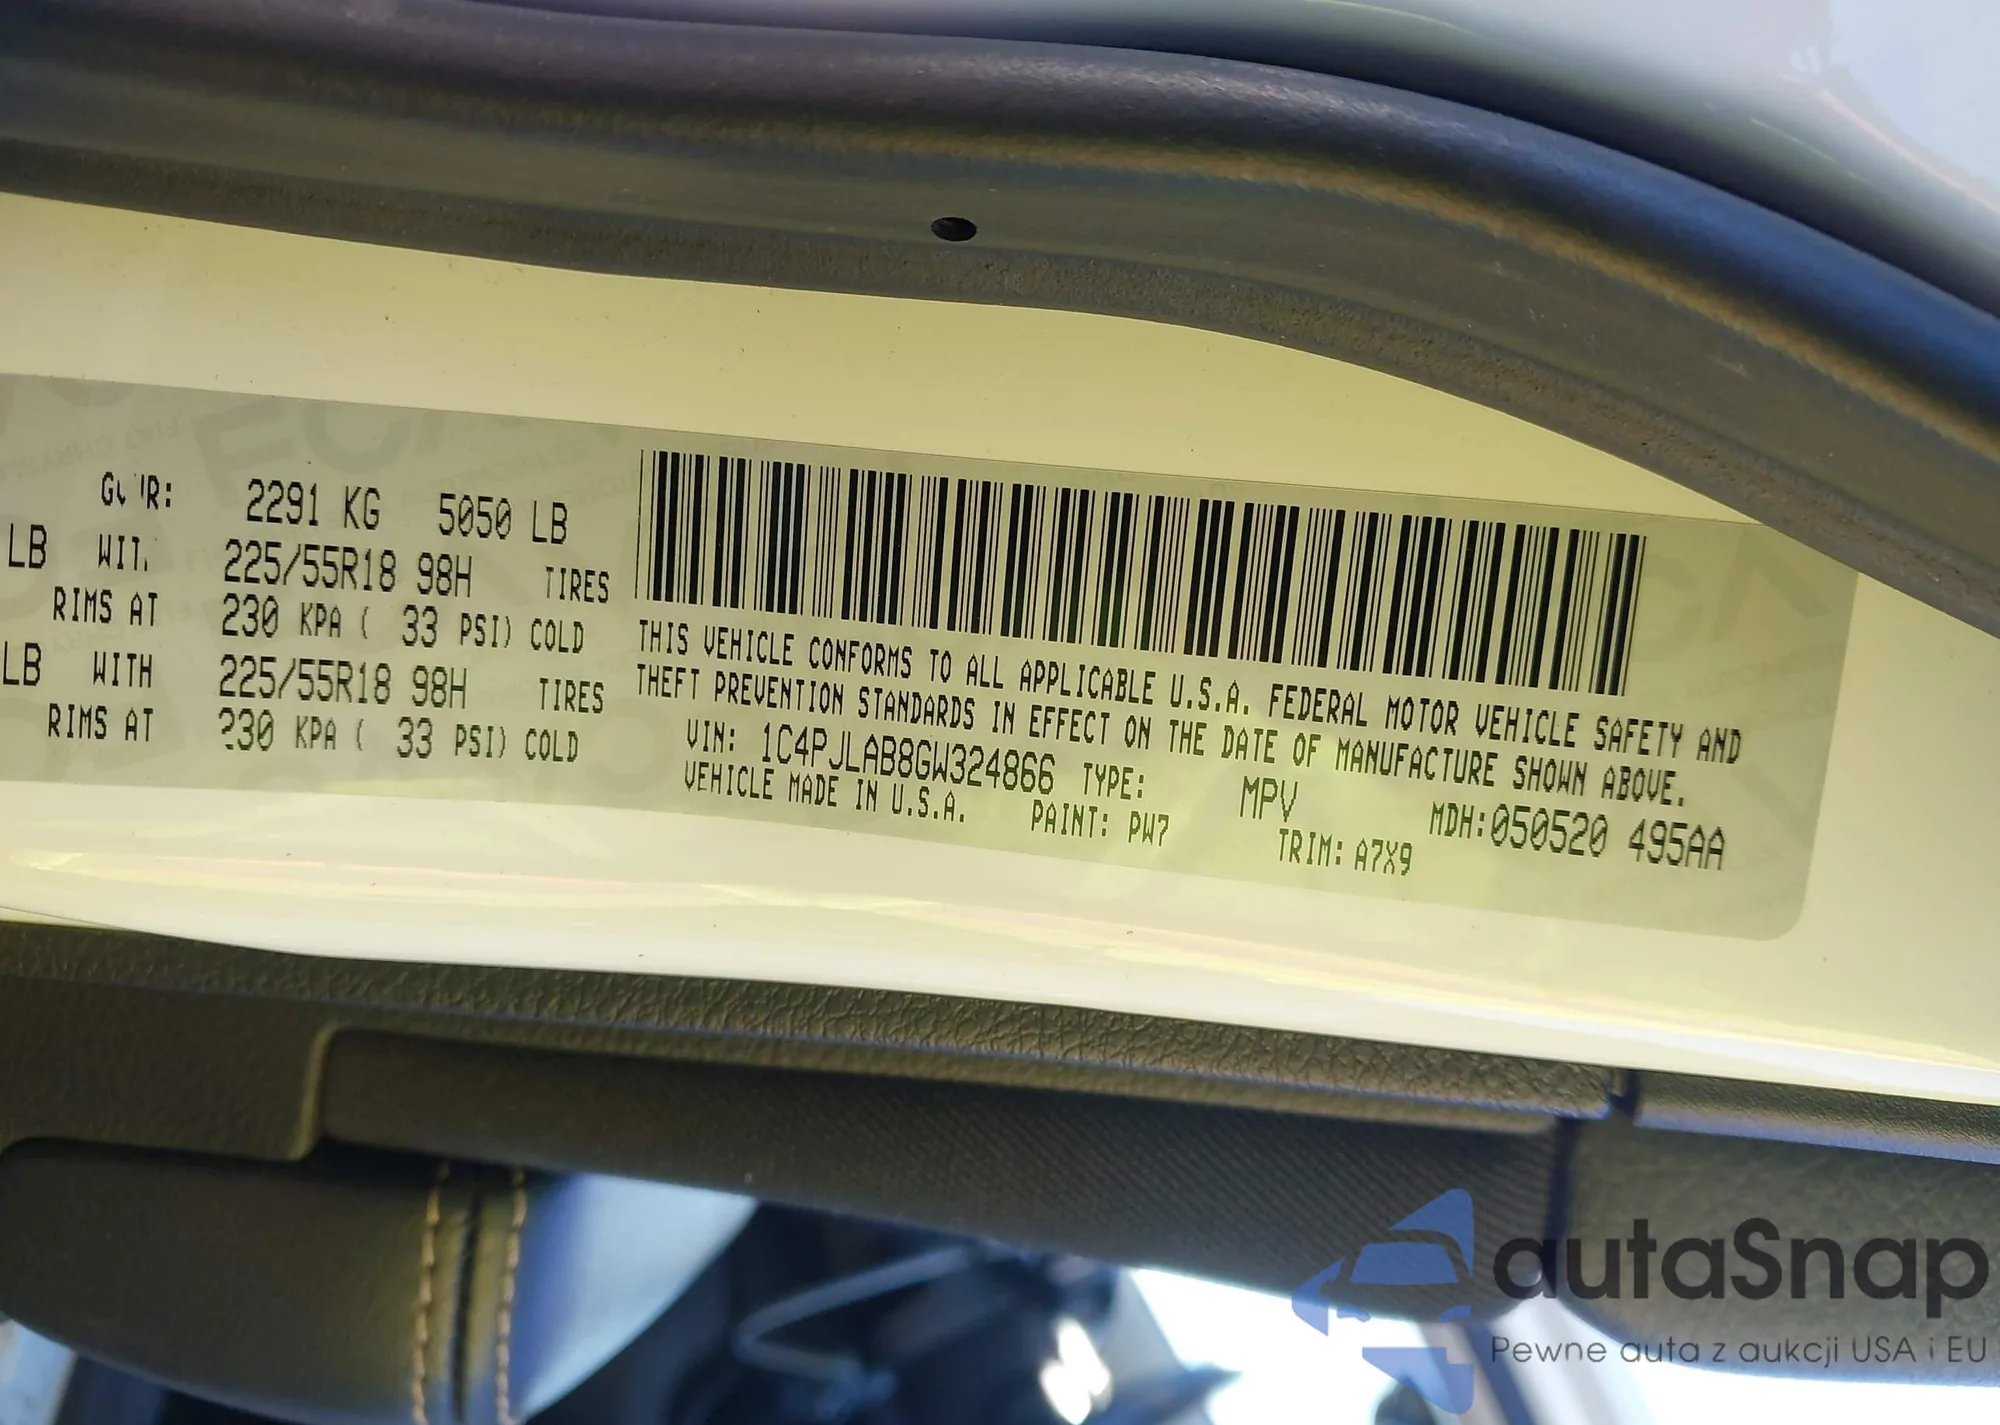 GVWR: 2291 KG 5050 LB
LB WITH 225/55R18 98H TIRES
RIMS AT 230 KPA ( 33 PSI) COLD
LB WITH 225/55R18 98H TIRES
RIMS AT 230 KPA ( 33 PSI) COLD
THIS VEHICLE CONFORMS TO ALL APPLICABLE U.S.A. FEDERAL MOTOR VEHICLE SAFETY AND
THEFT PREVENTION STANDARDS IN EFFECT ON THE DATE OF MANUFACTURE SHOWN ABOVE.
VIN: 1C4PJLAB8GW324866 TYPE: MPV MDH:050520 495AA
VEHICLE MADE IN U.S.A. PAINT: PW7 TRIM: A7X9
autaSnap
Pewne auta z aukcji USA i EU